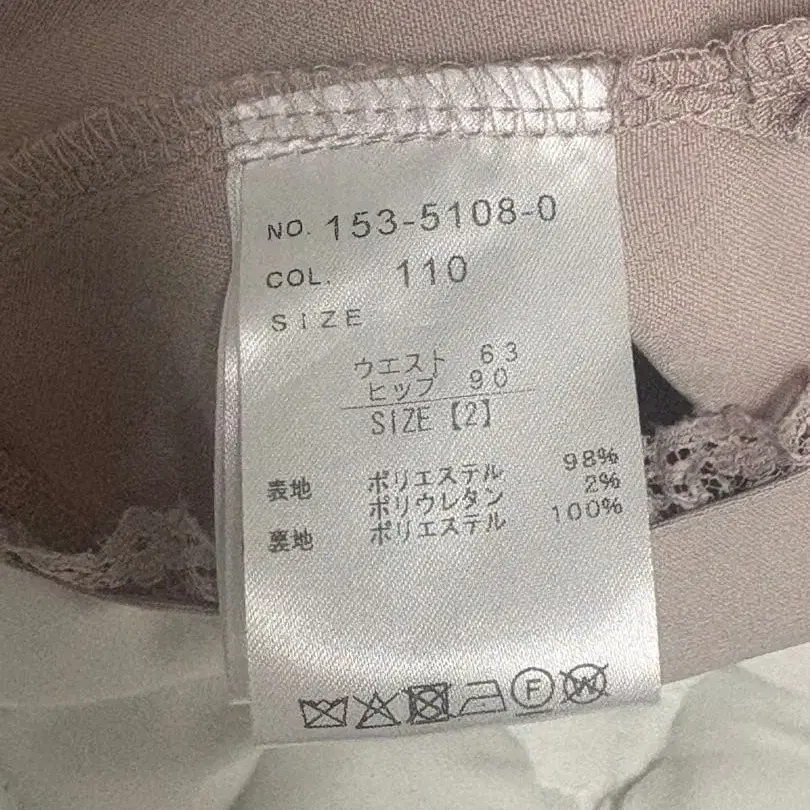 NO. 153-5108-0
COL. 110
SIZE
ウエスト 63
ヒップ 90
SIZE【2】
表地 ポリエステル 98%
ポリウレタン 2%
裏地 ポリエステル 100%
F W